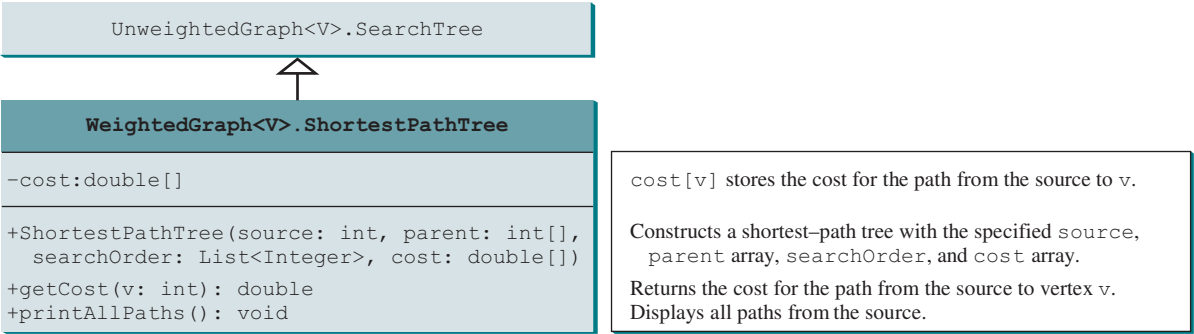 UnweightedGraph<V>.SearchTree
WeightedGraph<V>.ShortestPathTree
-cost:double[]
cost[v] stores the cost for the path from the source to v.
+ShortestPathTree(source: int, parent: int[],
searchOrder: List<Integer>, cost: double[])
+getCost(v: int): double
+printAllPaths(): void
Constructs a shortest–path tree with the specified source,
parent array, searchOrder, and cost array.
Returns the cost for the path from the source to vertex v.
Displays all paths from the source.